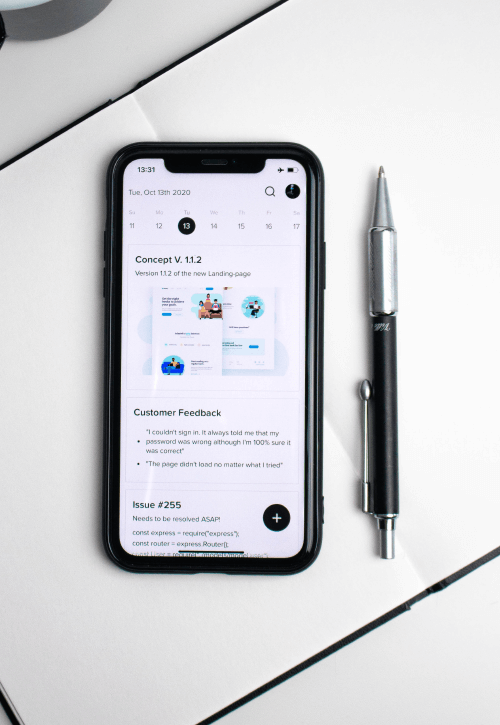 13:31
Tue, Oct 13th 2020
Su Mo Tu We Th Fr Sa
11 12 13 14 15 16 17
Concept V. 1.1.2
Version 1.1.2 of the new Landing-page
Customer Feedback
"I couldn't sign in. It always told me that my
• password was wrong although I'm 100% sure it
was correct"
• "The page didn't load no matter what I tried"
Issue #255
Needs to be resolved ASAP!
+
const express = require("express");
const router = express.Router();